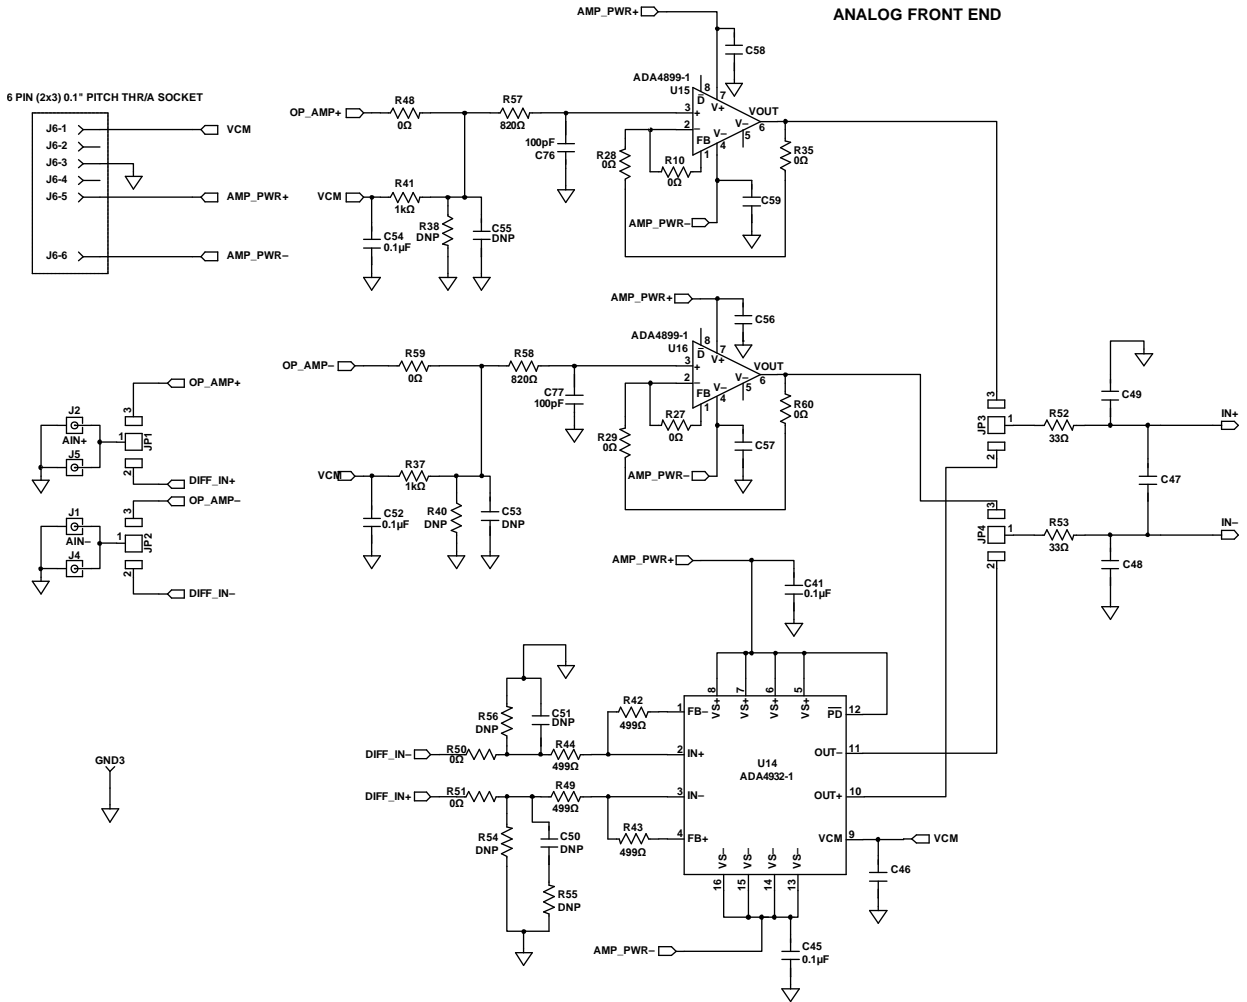 ANALOG FRONT END
6 PIN (2x3) 0.1" PITCH THR/A SOCKET
J6-1
J6-2
J6-3
J6-4
J6-5
J6-6
VCM
AMP_PWR+
AMP_PWR–
AMP_PWR+
C58
ADA4899-1
U15
8
D
7
V+
VOUT
3
+
2
–
FB
1
V–
4
V–
5
6
OP_AMP+
R48
0Ω
R57
820Ω
100pF
C76
R28
0Ω
R10
0Ω
R35
0Ω
C59
AMP_PWR–
VCM
R41
1kΩ
C54
0.1µF
R38
DNP
C55
DNP
AMP_PWR+
C56
ADA4899-1
U16
8
D
7
V+
VOUT
3
+
2
–
FB
1
V–
4
V–
5
6
OP_AMP–
R59
0Ω
R58
820Ω
C77
100pF
R29
0Ω
R27
0Ω
R60
0Ω
C57
AMP_PWR–
VCM
R37
1kΩ
C52
0.1µF
R40
DNP
C53
DNP
OP_AMP+
J2
AIN+
J5
3
1
2
JP1
DIFF_IN+
OP_AMP–
J1
AIN–
J4
3
1
2
JP2
DIFF_IN–
3
JP3
1
2
R52
33Ω
C49
IN+
C47
3
JP4
1
2
R53
33Ω
C48
IN–
AMP_PWR+
C41
0.1µF
R56
DNP
C51
DNP
R42
499Ω
DIFF_IN–
R50
0Ω
R44
499Ω
DIFF_IN+
R51
0Ω
R49
499Ω
R54
DNP
C50
DNP
R43
499Ω
R55
DNP
8
7
6
5
VS+
VS+
VS+
VS+
1
FB–
PD
12
2
IN+
OUT–
11
U14
ADA4932-1
3
IN–
OUT+
10
4
FB+
VCM
9
VCM
VS–
VS–
VS–
VS–
16
15
14
13
C46
AMP_PWR–
C45
0.1µF
GND3